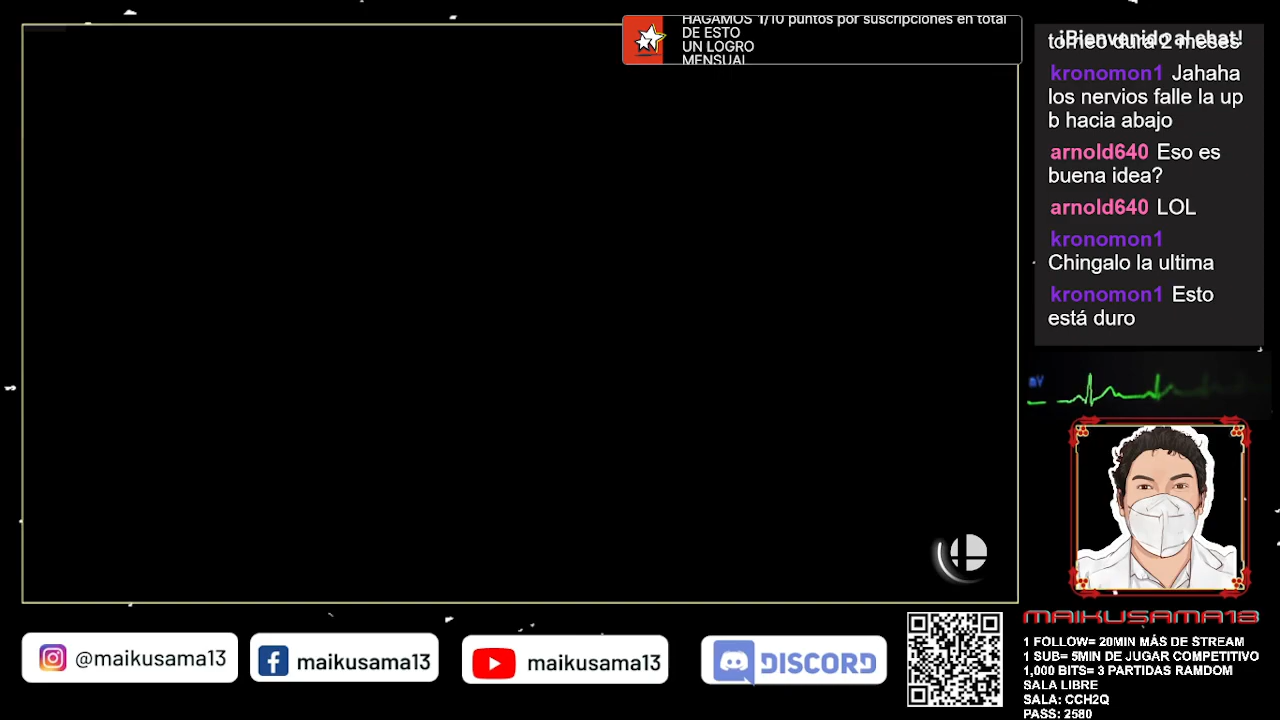 HAGAMOS 1/10 puntos por suscripciones en total
DE ESTO
UN LOGRO
MENSUAL
¡Bienvenido al chat!
torneo dura 2 meses
kronomon1 Jahaha
los nervios falle la up
b hacia abajo
arnold640 Eso es
buena idea?
arnold640 LOL
kronomon1
Chingalo la ultima
kronomon1 Esto
está duro
mV
@maikusama13
maikusama13
maikusama13
DISCORD
MAIKUSAMA13
1 FOLLOW= 20MIN MÁS DE STREAM
1 SUB= 5MIN DE JUGAR COMPETITIVO
1,000 BITS= 3 PARTIDAS RAMDOM
SALA LIBRE
SALA: CCH2Q
PASS: 2580